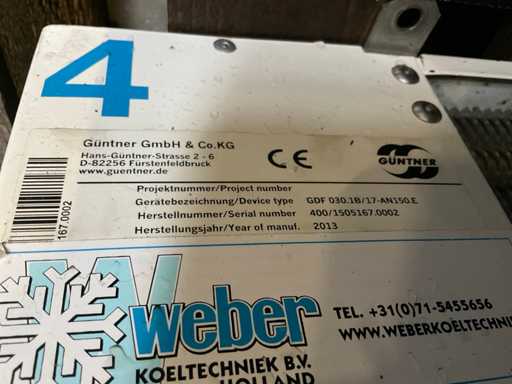 4
Güntner GmbH & Co.KG
Hans-Güntner-Strasse 2 - 6
D-82256 Fürstenfeldbruck
www.guentner.de
CE
GÜNTNER
167.0002
Projektnummer/Project number
Gerätebezeichnung/Device type GDF 030.1B/17-AN150.E
Herstellnummer/Serial number 400/1505167.0002
Herstellungsjahr/Year of manuf. 2013
W
weber
KOELTECHNIEK B.V.
HOLLAND
TEL. +31(0)71-5455656
WWW.WEBERKOELTECHNIE